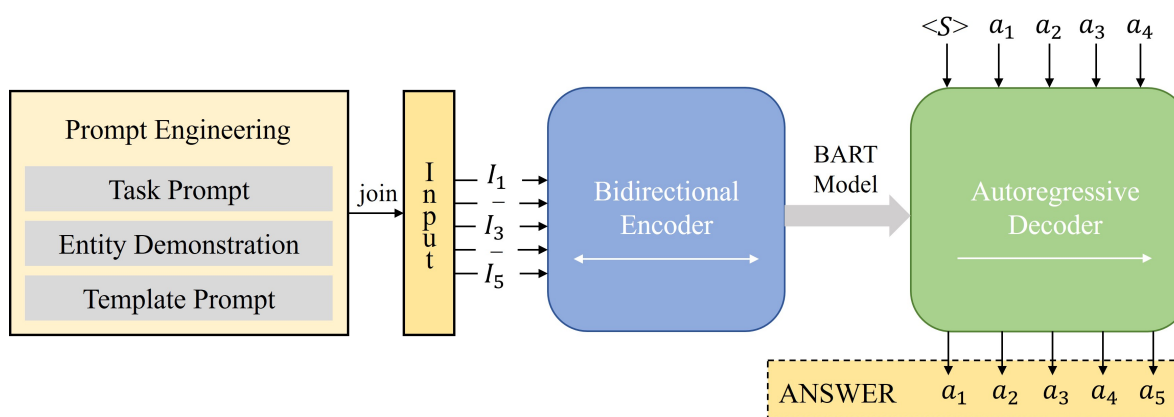 <S> a₁ a₂ a₃ a₄
Prompt Engineering
Task Prompt
Entity Demonstration
Template Prompt
join
Input
I₁
_
I₃
_
I₅
Bidirectional
Encoder
BART
Model
Autoregressive
Decoder
ANSWER a₁ a₂ a₃ a₄ a₅